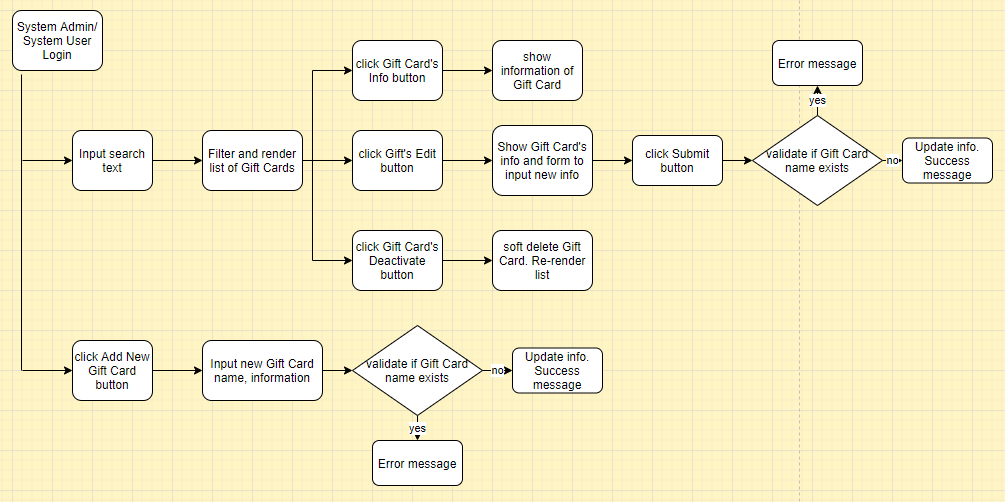 System Admin/
System User
Login
click Gift Card's
Info button
show
information of
Gift Card
Error message
yes
Input search
text
Filter and render
list of Gift Cards
click Gift's Edit
button
Show Gift Card's
info and form to
input new info
click Submit
button
validate if Gift Card
name exists
no
Update info.
Success
message
click Gift Card's
Deactivate
button
soft delete Gift
Card. Re-render
list
click Add New
Gift Card
button
Input new Gift Card
name, information
validate if Gift Card
name exists
no
Update info.
Success
message
yes
Error message